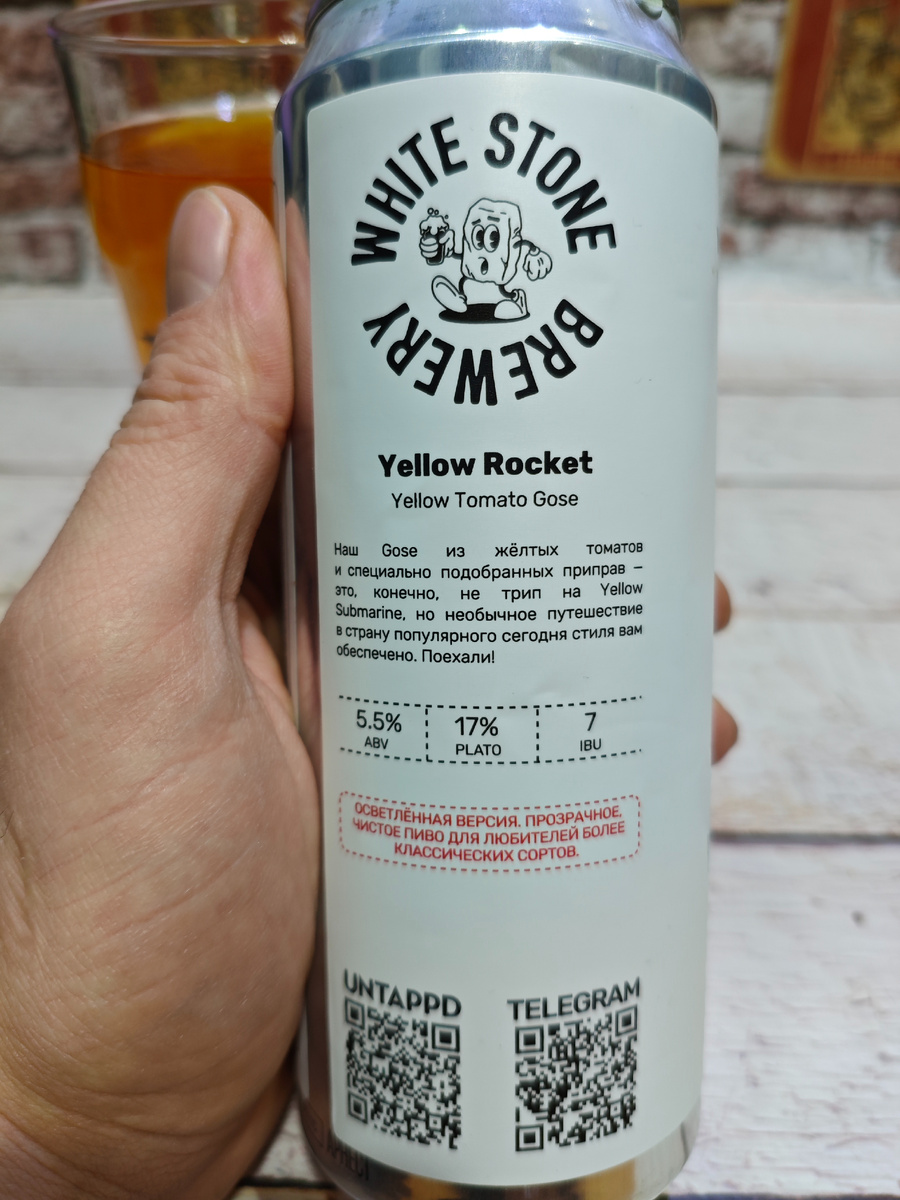 WHITE STONE
BREWERY
Yellow Rocket
Yellow Tomato Gose
Наш Gose из жёлтых томатов
и специально подобранных приправ –
это, конечно, не трип на Yellow
Submarine, но необычное путешествие
в страну популярного сегодня стиля вам
обеспечено. Поехали!
5.5% 17% 7
ABV PLATO IBU
ОСВЕТЛЁННАЯ ВЕРСИЯ. ПРОЗРАЧНОЕ,
ЧИСТОЕ ПИВО ДЛЯ ЛЮБИТЕЛЕЙ БОЛЕЕ
КЛАССИЧЕСКИХ СОРТОВ.
UNTAPPD TELEGRAM